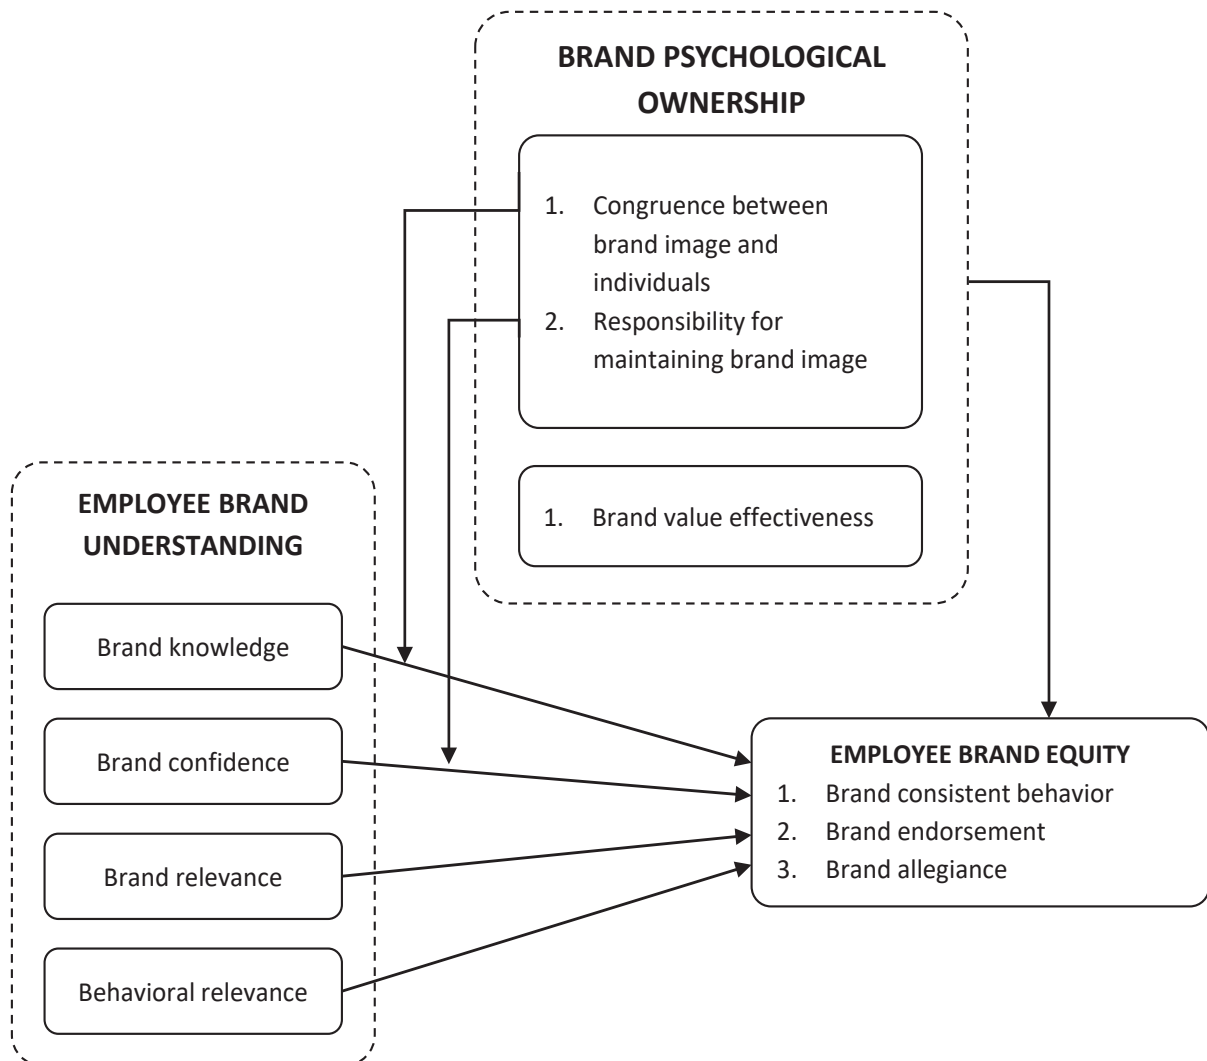 BRAND PSYCHOLOGICAL
OWNERSHIP
1. Congruence between
brand image and
individuals
2. Responsibility for
maintaining brand image
1. Brand value effectiveness
EMPLOYEE BRAND
UNDERSTANDING
Brand knowledge
Brand confidence
Brand relevance
Behavioral relevance
EMPLOYEE BRAND EQUITY
1. Brand consistent behavior
2. Brand endorsement
3. Brand allegiance